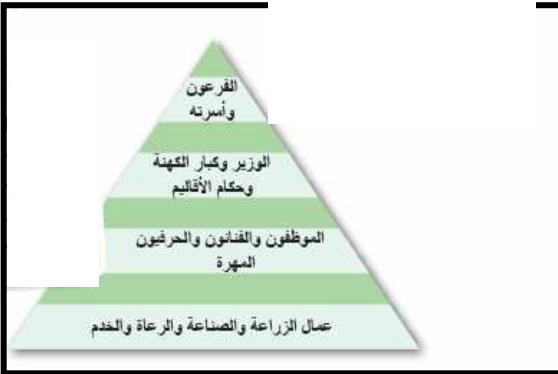 الفرعون
وأسرته
الوزير وكبار الكهنة
وحكام الأقاليم
الموظفون والفنانون والحرفيون
المهرة
عمال الزراعة والصناعة والرعاة والخدم